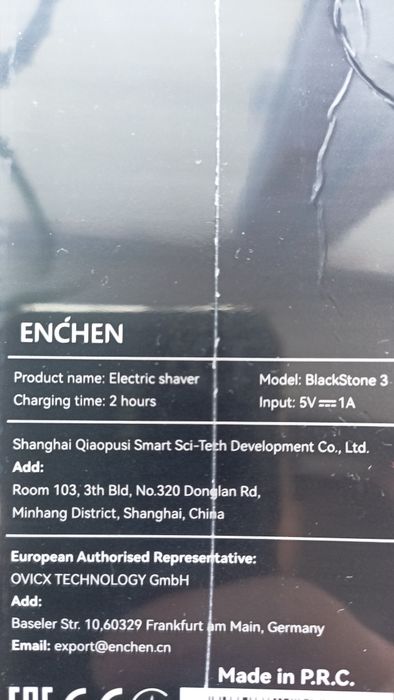 ENCHEN
Product name: Electric shaver
Model: BlackStone 3
Charging time: 2 hours
Input: 5V⎓1A
Shanghai Qiaopusi Smart Sci-Tech Development Co., Ltd.
Add:
Room 103, 3th Bld, No.320 Donglan Rd,
Minhang District, Shanghai, China
European Authorised Representative:
OVICX TECHNOLOGY GmbH
Add:
Baseler Str. 10,60329 Frankfurt am Main, Germany
Email: export@enchen.cn
Made in P.R.C.